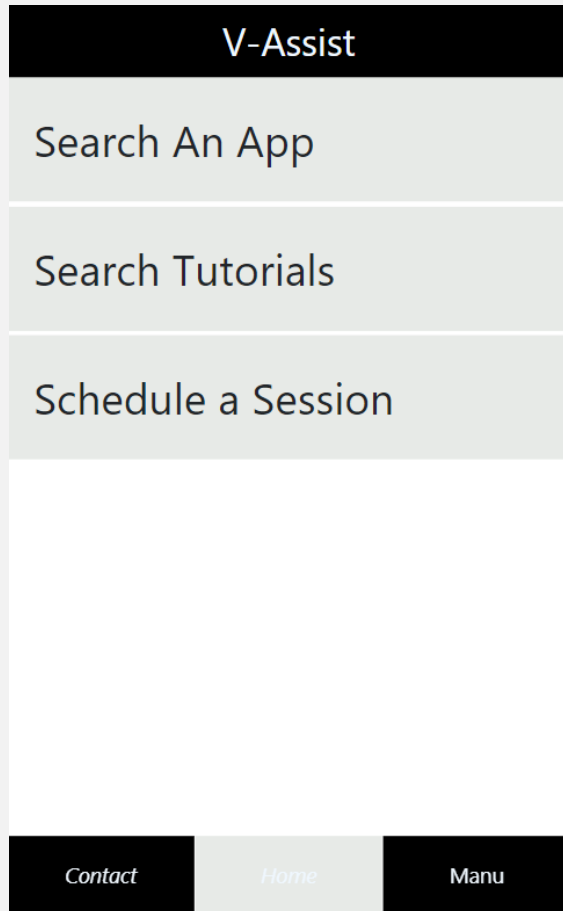 V-Assist
Search An App
Search Tutorials
Schedule a Session
Contact Home Manu